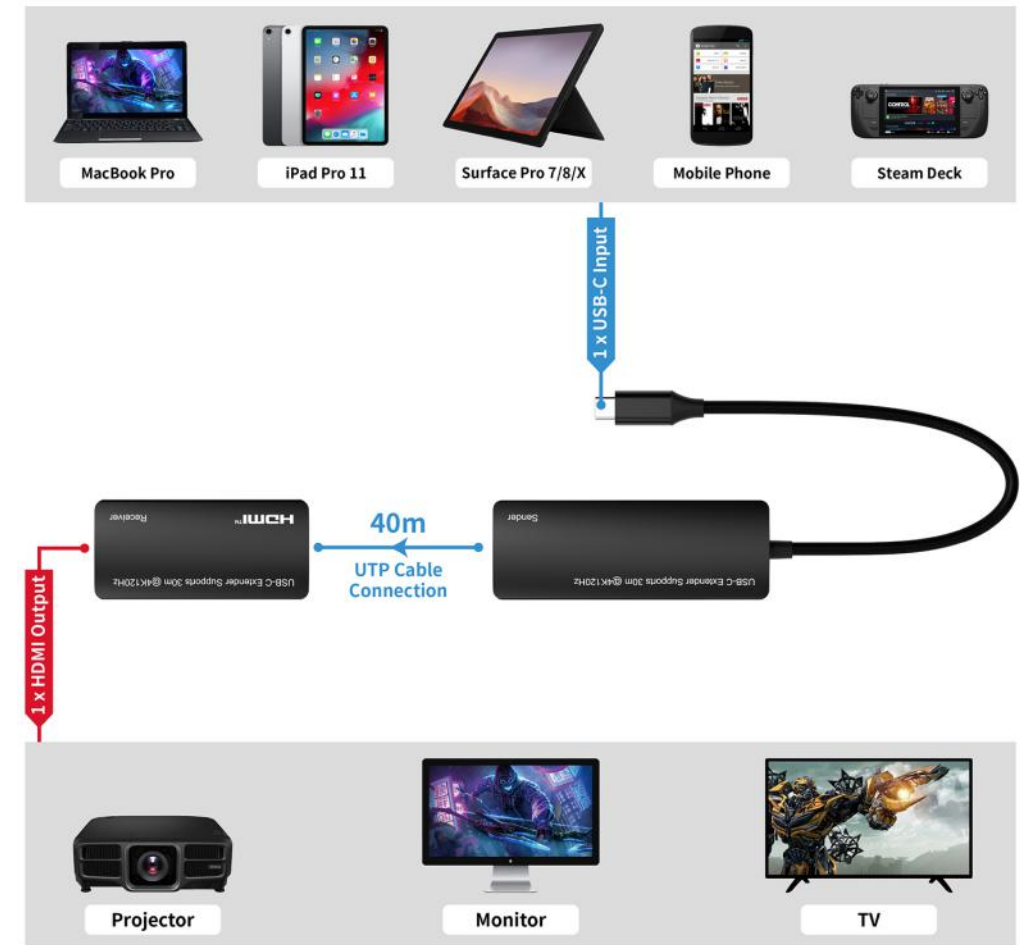 MacBook Pro
iPad Pro 11
Surface Pro 7/8/X
Mobile Phone
Steam Deck
CONTROL
1 x USB-C Input
Receiver
HDMI™
USB-C Extender Supports 30m @4K120Hz
40m
UTP Cable
Connection
Sender
USB-C Extender Supports 30m @4K120Hz
1 x HDMI Output
Projector
Monitor
TV